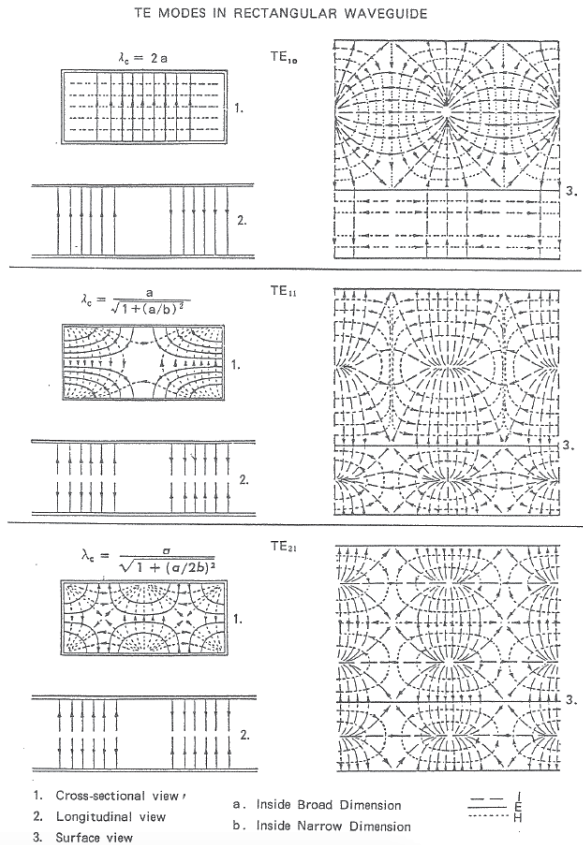 TE MODES IN RECTANGULAR WAVEGUIDE
λc = 2a
TE10
1.
2.
3.
λc = a / √1+(a/b)²
TE11
1.
2.
3.
λc = a / √1 + (a/2b)²
TE21
1.
2.
3.
1. Cross-sectional view
2. Longitudinal view
3. Surface view
a. Inside Broad Dimension
b. Inside Narrow Dimension
I
E
H